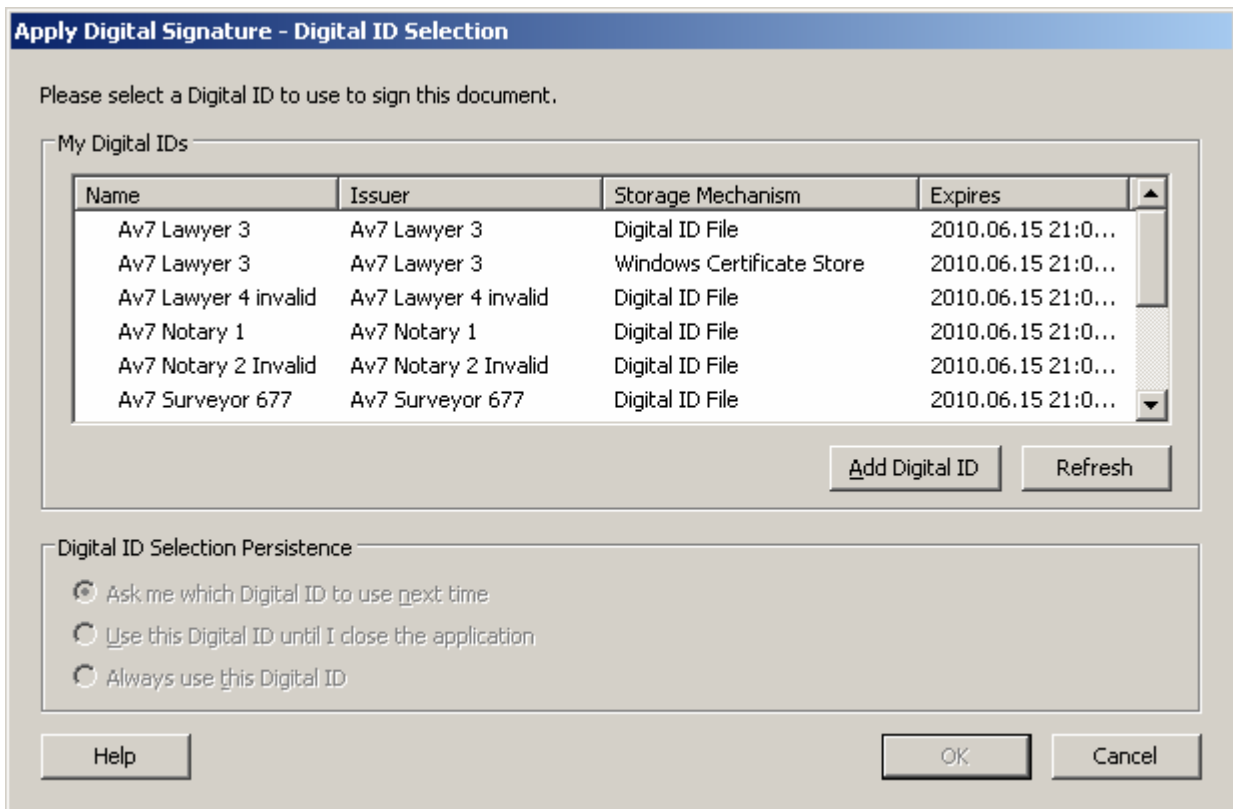 Apply Digital Signature - Digital ID Selection
Please select a Digital ID to use to sign this document.
My Digital IDs
Name Issuer Storage Mechanism Expires
Av7 Lawyer 3 Av7 Lawyer 3 Digital ID File 2010.06.15 21:0...
Av7 Lawyer 3 Av7 Lawyer 3 Windows Certificate Store 2010.06.15 21:0...
Av7 Lawyer 4 invalid Av7 Lawyer 4 invalid Digital ID File 2010.06.15 21:0...
Av7 Notary 1 Av7 Notary 1 Digital ID File 2010.06.15 21:0...
Av7 Notary 2 Invalid Av7 Notary 2 Invalid Digital ID File 2010.06.15 21:0...
Av7 Surveyor 677 Av7 Surveyor 677 Digital ID File 2010.06.15 21:0...
Add Digital ID Refresh
Digital ID Selection Persistence
Ask me which Digital ID to use next time
Use this Digital ID until I close the application
Always use this Digital ID
Help OK Cancel